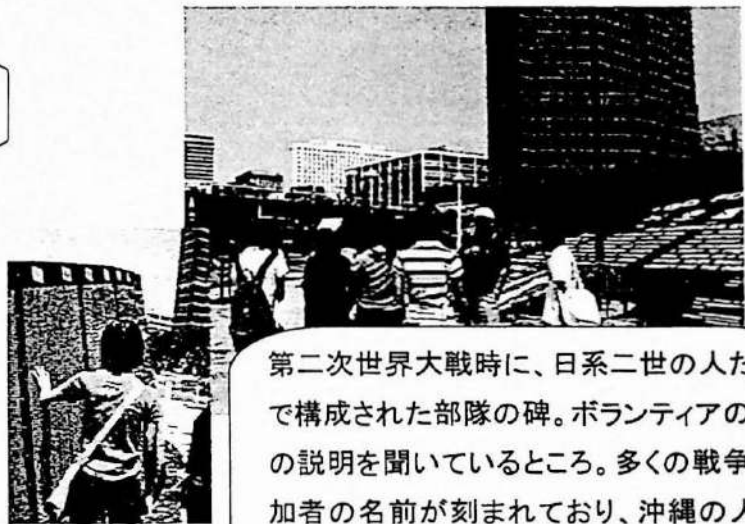 第二次世界大戦時に、日系二世の人た
で構成された部隊の碑。ボランティアの
の説明を聞いているところ。多くの戦争
加者の名前が刻まれており、沖縄の人